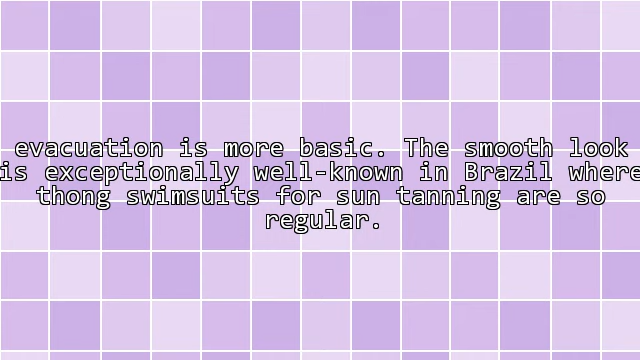 evacuation is more basic. The smooth look
is exceptionally well-known in Brazil where
thong swimsuits for sun tanning are so
regular.